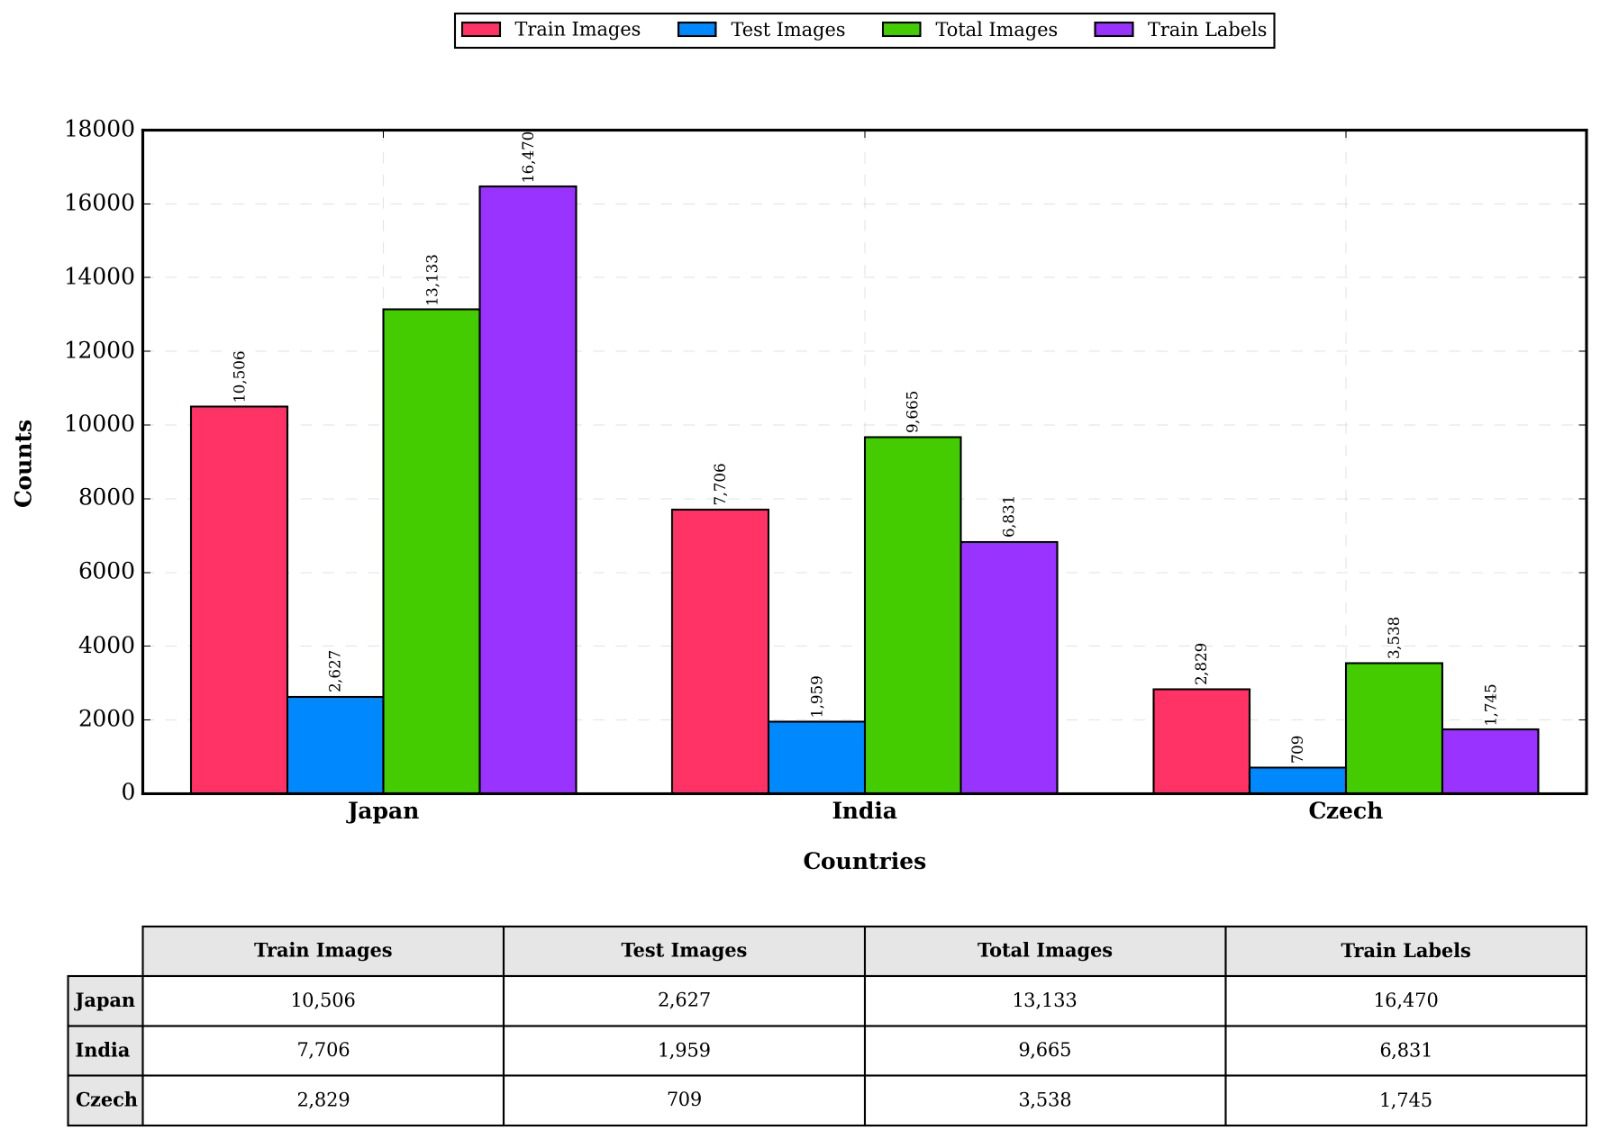 Train Images Test Images Total Images Train Labels
18000
16000
14000
12000
10000
8000
6000
4000
2000
0
Counts
10,506
2,627
13,133
16,470
7,706
1,959
9,665
6,831
2,829
709
3,538
1,745
Japan India Czech
Countries
Train Images Test Images Total Images Train Labels
Japan 10,506 2,627 13,133 16,470
India 7,706 1,959 9,665 6,831
Czech 2,829 709 3,538 1,745